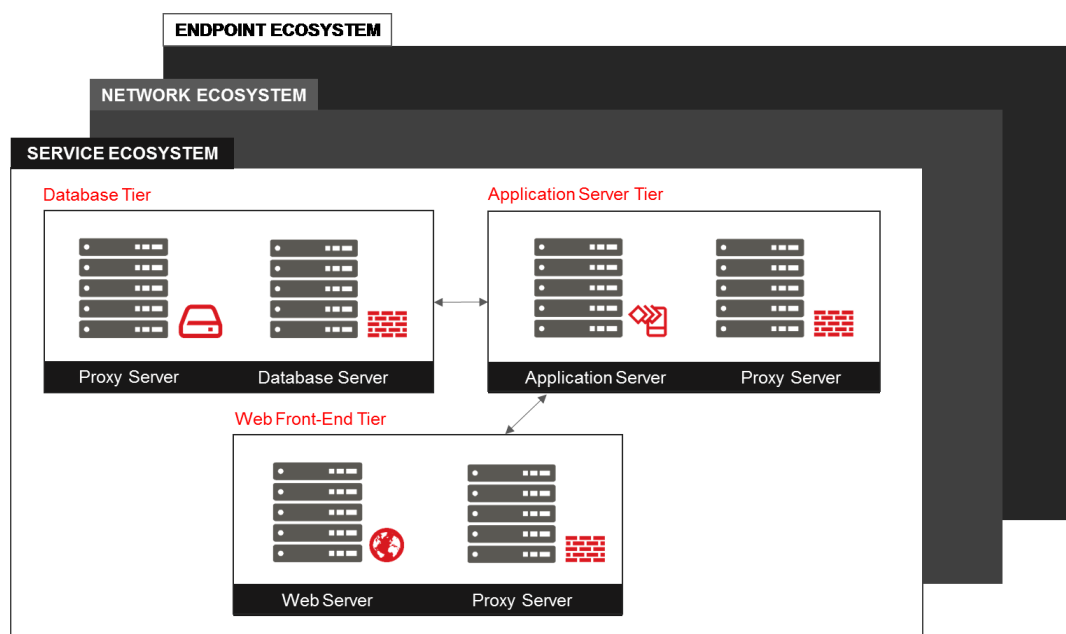 ENDPOINT ECOSYSTEM
NETWORK ECOSYSTEM
SERVICE ECOSYSTEM
Database Tier
Proxy Server
Database Server
Application Server Tier
Application Server
Proxy Server
Web Front-End Tier
Web Server
Proxy Server